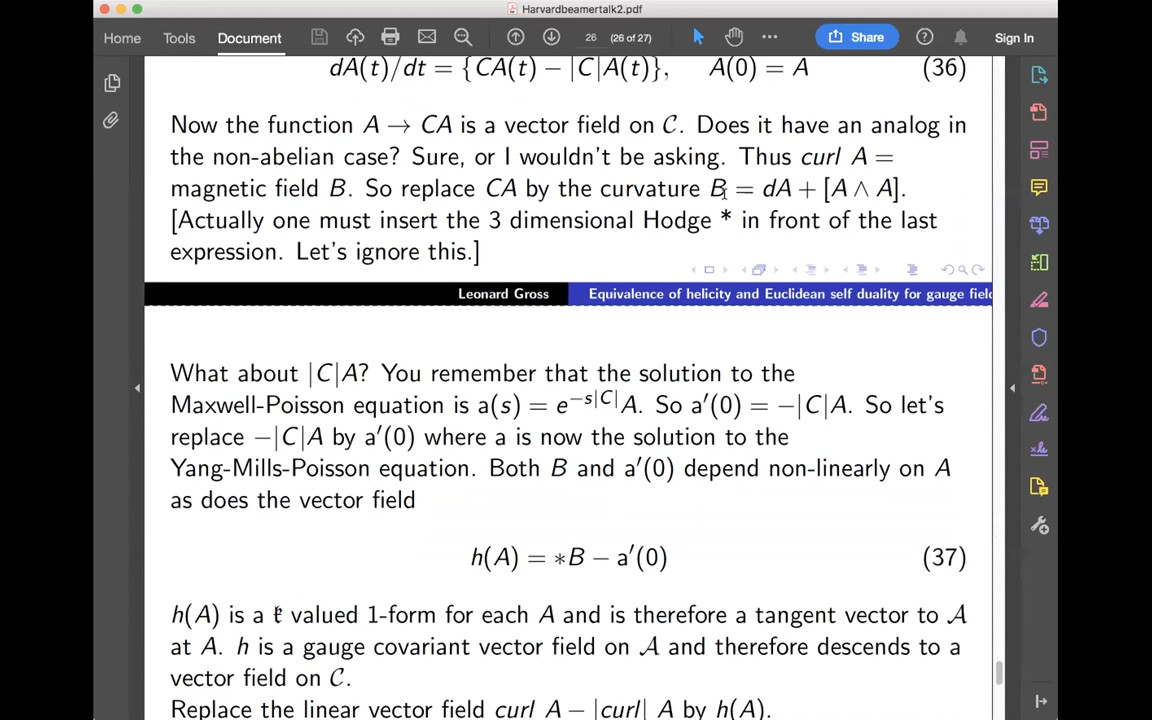 Harvardbeamertalk2.pdf
Home Tools Document 26 (26 of 27) Share Sign In
dA(t)/dt = {CA(t) − |C|A(t)}, A(0) = A (36)
Now the function A → CA is a vector field on 𝒞. Does it have an analog in
the non-abelian case? Sure, or I wouldn't be asking. Thus curl A =
magnetic field B. So replace CA by the curvature B = dA + [A ∧ A].
[Actually one must insert the 3 dimensional Hodge * in front of the last
expression. Let's ignore this.]
Leonard Gross Equivalence of helicity and Euclidean self duality for gauge field
What about |C|A? You remember that the solution to the
Maxwell-Poisson equation is a(s) = e^{−s|C|}A. So a′(0) = −|C|A. So let's
replace −|C|A by a′(0) where a is now the solution to the
Yang-Mills-Poisson equation. Both B and a′(0) depend non-linearly on A
as does the vector field
h(A) = ∗B − a′(0) (37)
h(A) is a 𝔨 valued 1-form for each A and is therefore a tangent vector to 𝒜
at A. h is a gauge covariant vector field on 𝒜 and therefore descends to a
vector field on 𝒞.
Replace the linear vector field curl A − |curl| A by h(A).